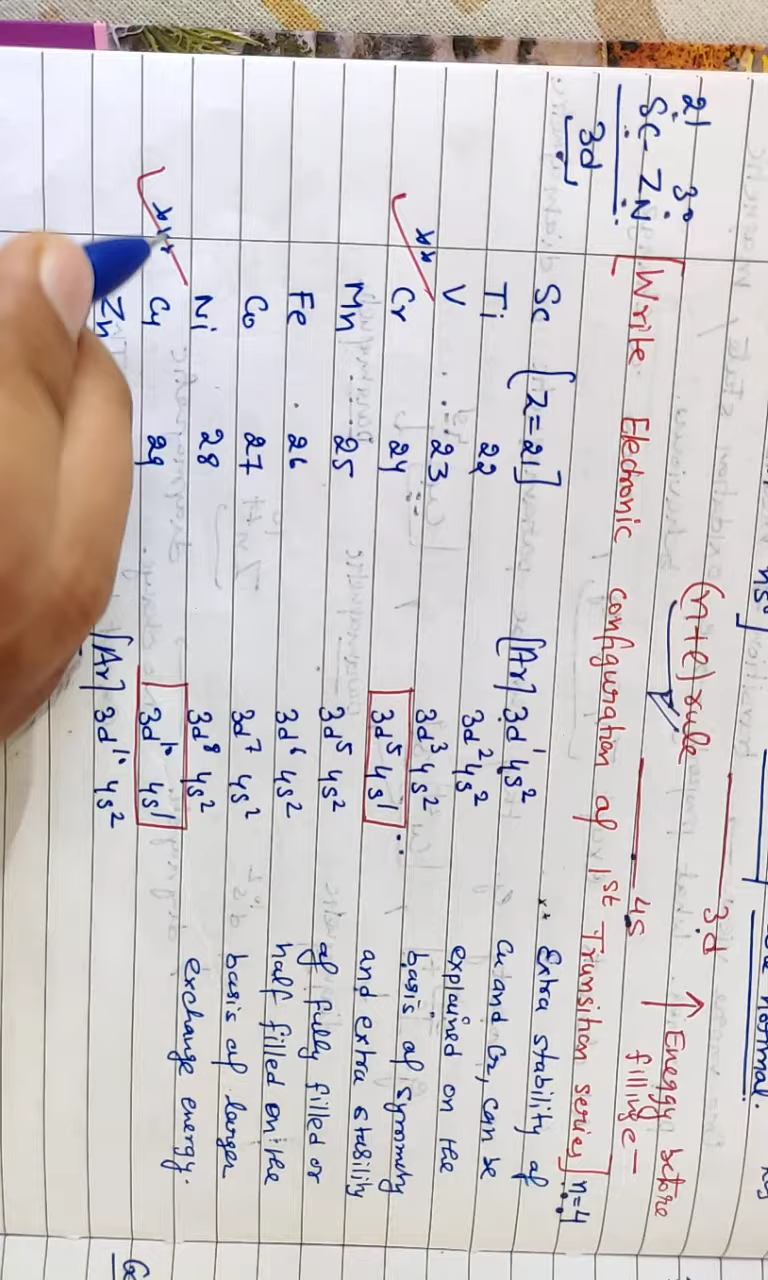 ns⁰]
normal.
(n+l) rule
3d
4s
↑ Energy before filling e⁻
21 30
Sc - ZN
[Write Electronic configuration of 1st Transition series] n=4
3d
Sc [Z=21] [Ar] 3d¹ 4s²
Ti 22 3d² 4s²
V 23 3d³ 4s²
** Cr 24 3d⁵ 4s¹
Mn 25 3d⁵ 4s²
Fe 26 3d⁶ 4s²
Co 27 3d⁷ 4s²
Ni 28 3d⁸ 4s²
*** Cu 29 3d¹⁰ 4s¹
Zn [Ar] 3d¹⁰ 4s²
** Extra stability of
Cu and Cr, can be
explained on the
basis of symmetry
and extra stability
of fully filled or
half filled on the
basis of larger
exchange energy.